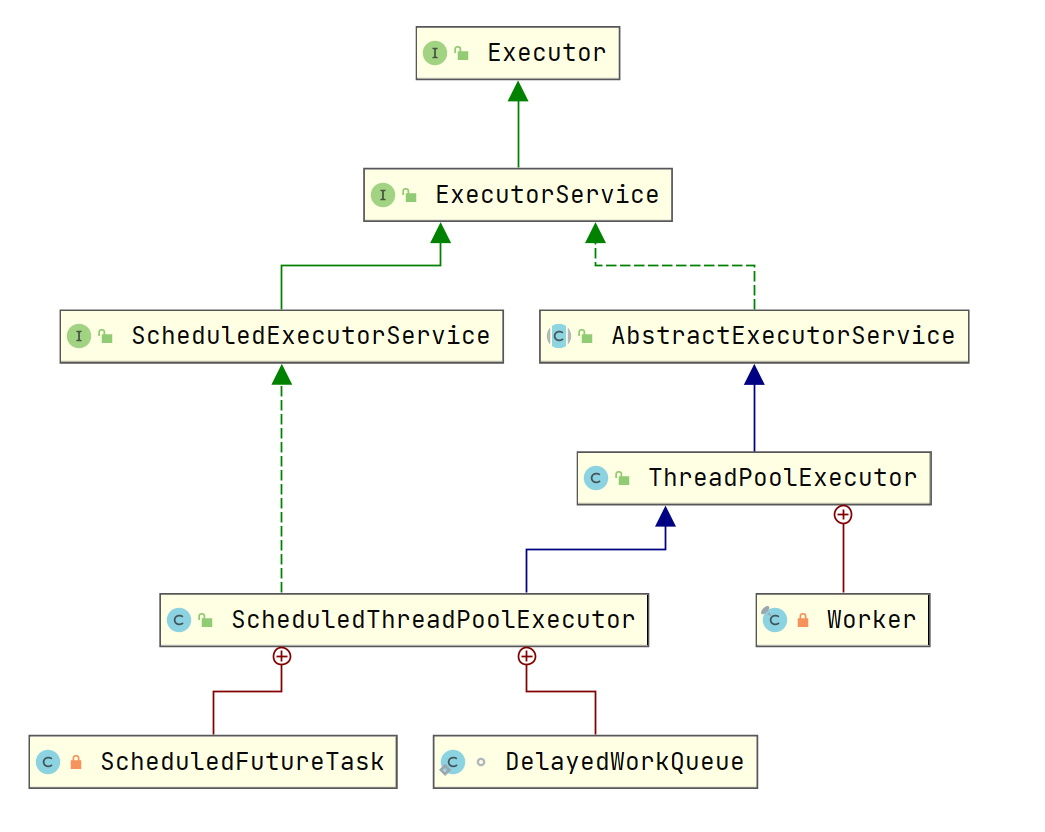 Executor
ExecutorService
ScheduledExecutorService
AbstractExecutorService
ThreadPoolExecutor
ScheduledThreadPoolExecutor
Worker
ScheduledFutureTask
DelayedWorkQueue